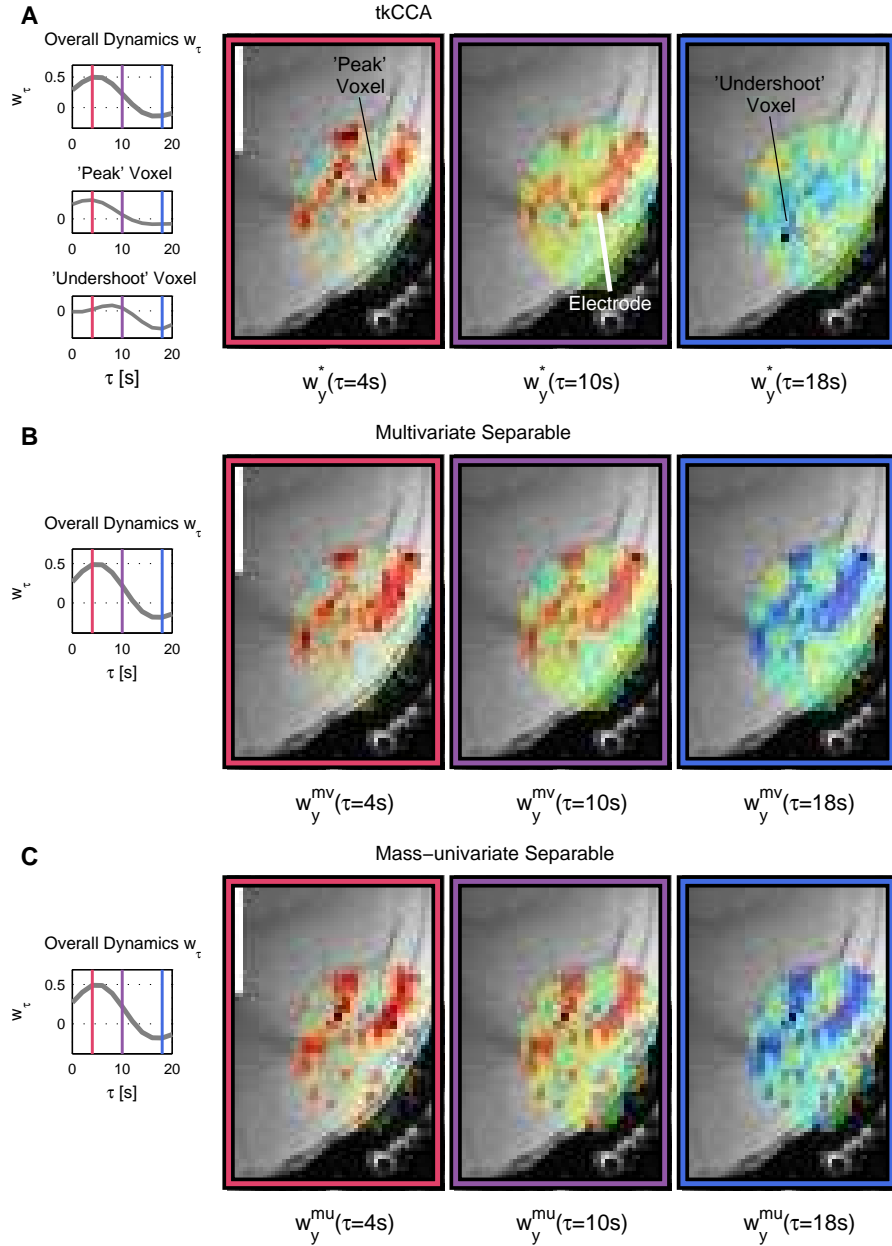 A
tkCCA
Overall Dynamics w_τ
0.5
0
w_τ
0 10 20
'Peak' Voxel
0
0 10 20
'Undershoot' Voxel
0
0 10 20
τ [s]
'Peak'
Voxel
Electrode
'Undershoot'
Voxel
w_y^*(τ=4s)
w_y^*(τ=10s)
w_y^*(τ=18s)
B
Multivariate Separable
Overall Dynamics w_τ
0.5
0
w_τ
0 10 20
τ [s]
w_y^mv(τ=4s)
w_y^mv(τ=10s)
w_y^mv(τ=18s)
C
Mass−univariate Separable
Overall Dynamics w_τ
0.5
0
w_τ
0 10 20
τ [s]
w_y^mu(τ=4s)
w_y^mu(τ=10s)
w_y^mu(τ=18s)